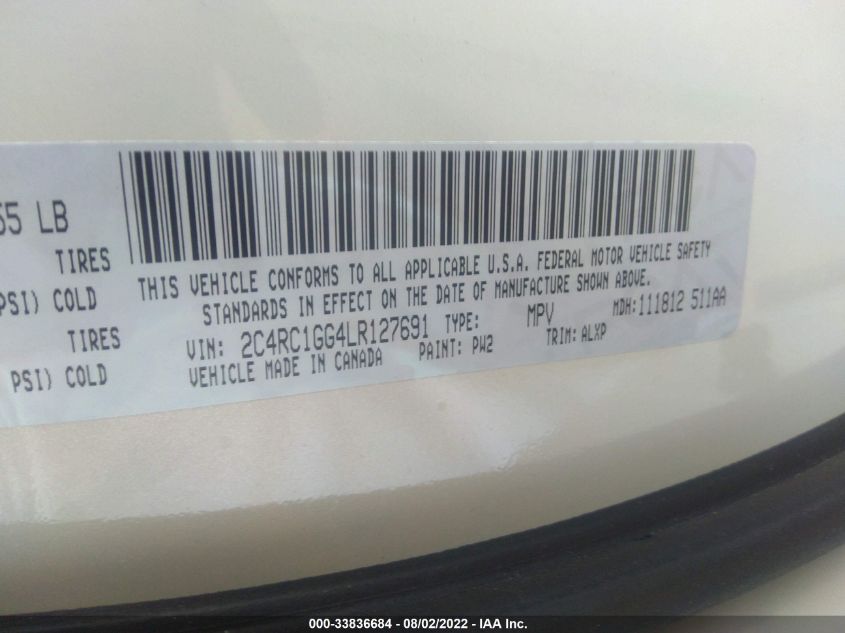 55 LB
TIRES
PSI) COLD
TIRES
PSI) COLD
THIS VEHICLE CONFORMS TO ALL APPLICABLE U.S.A. FEDERAL MOTOR VEHICLE SAFETY
STANDARDS IN EFFECT ON THE DATE OF MANUFACTURE SHOWN ABOVE.
VIN: 2C4RC1GG4LR127691 TYPE: MPV MDH:111812 511AA
VEHICLE MADE IN CANADA PAINT: PW2 TRIM: ALXP
000-33836684 - 08/02/2022 - IAA Inc.